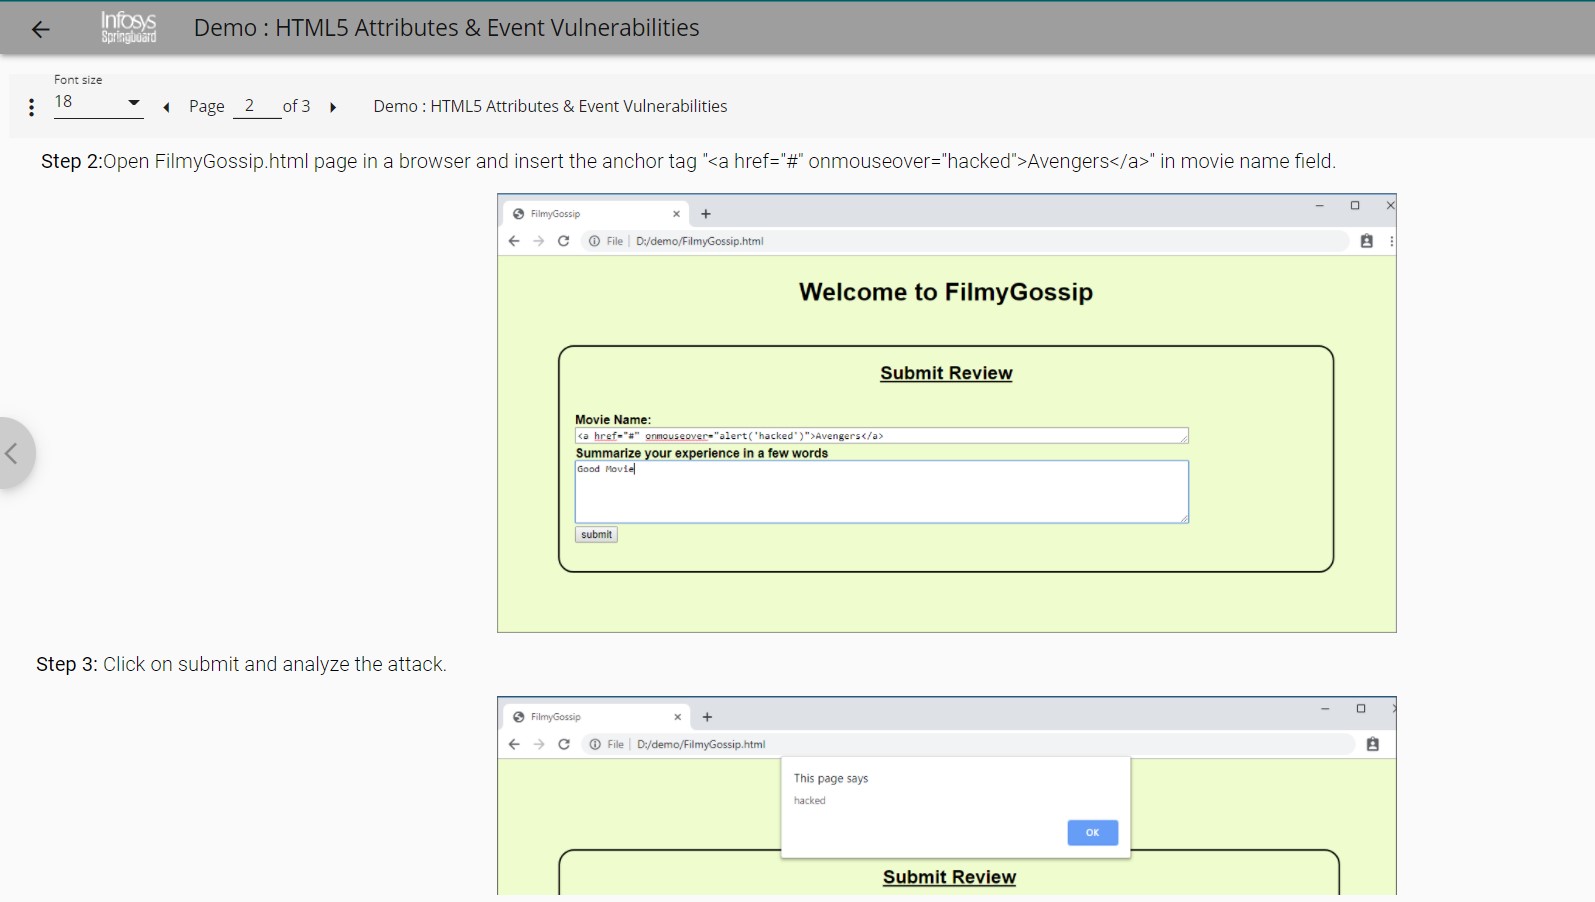 Infosys
Springboard
Demo : HTML5 Attributes & Event Vulnerabilities
Font size
18
Page 2 of 3
Demo : HTML5 Attributes & Event Vulnerabilities
Step 2:Open FilmyGossip.html page in a browser and insert the anchor tag "<a href="#" onmouseover="hacked">Avengers</a>" in movie name field.
FilmyGossip
File | D:/demo/FilmyGossip.html
Welcome to FilmyGossip
Submit Review
Movie Name:
<a href="#" onmouseover="alert('hacked')">Avengers</a>
Summarize your experience in a few words
Good Movie
submit
Step 3: Click on submit and analyze the attack.
FilmyGossip
File | D:/demo/FilmyGossip.html
This page says
hacked
OK
Submit Review